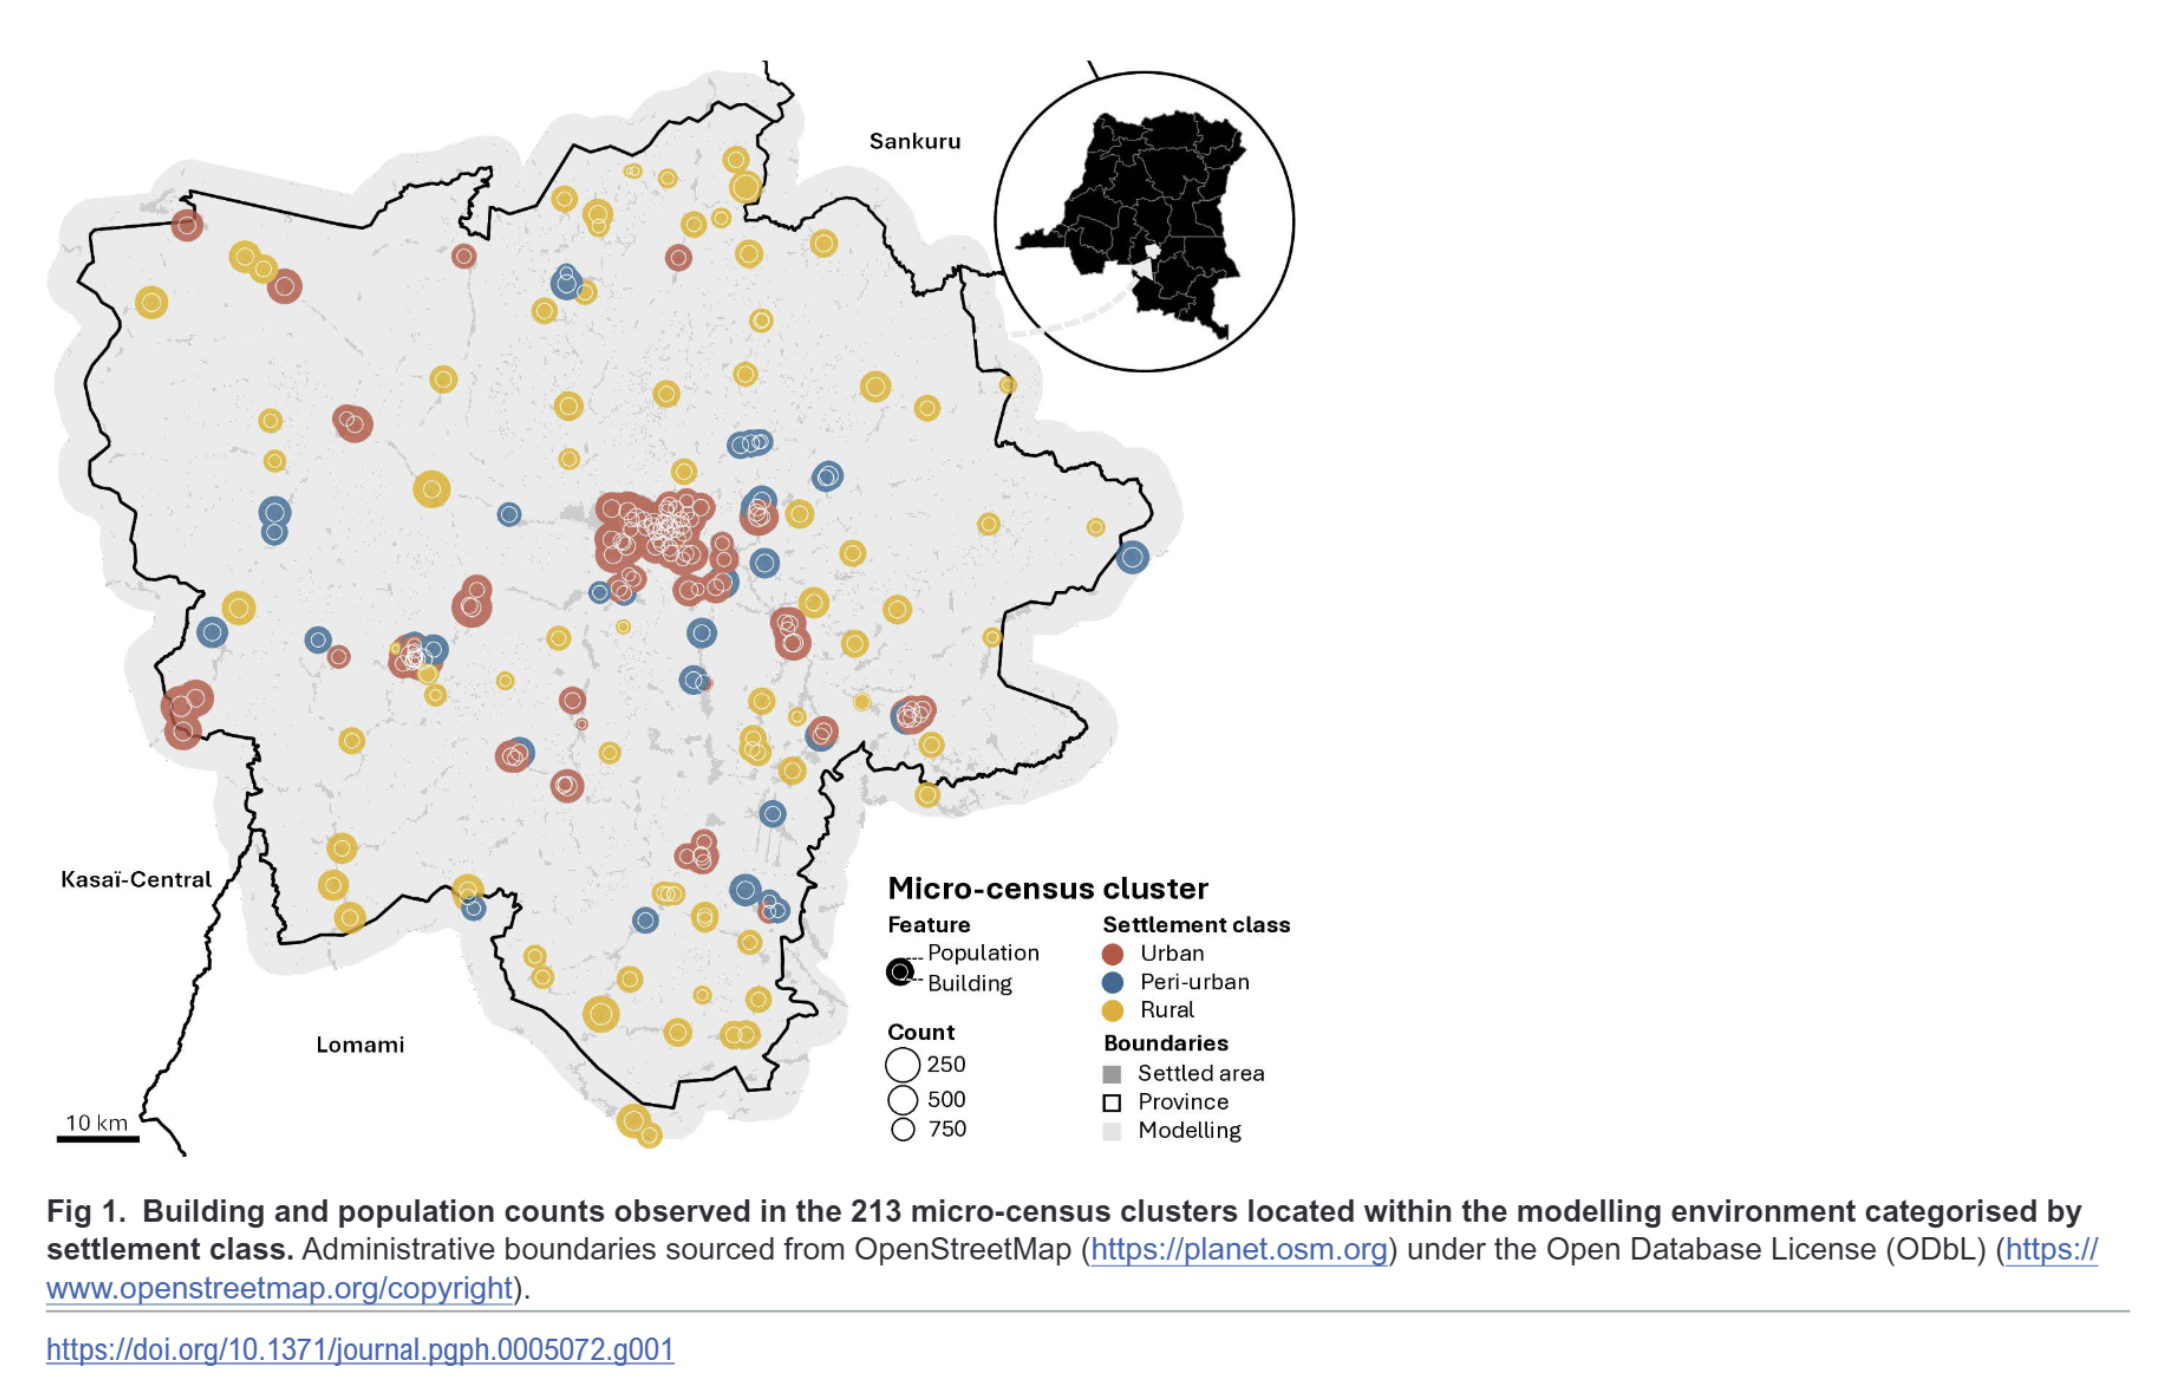 Sankuru
Kasaï-Central
Lomami
10 km
Micro-census cluster
Feature
Population
Building
Count
250
500
750
Settlement class
Urban
Peri-urban
Rural
Boundaries
Settled area
Province
Modelling
Fig 1. Building and population counts observed in the 213 micro-census clusters located within the modelling environment categorised by
settlement class. Administrative boundaries sourced from OpenStreetMap (https://planet.osm.org) under the Open Database License (ODbL) (https://
www.openstreetmap.org/copyright).
https://doi.org/10.1371/journal.pgph.0005072.g001